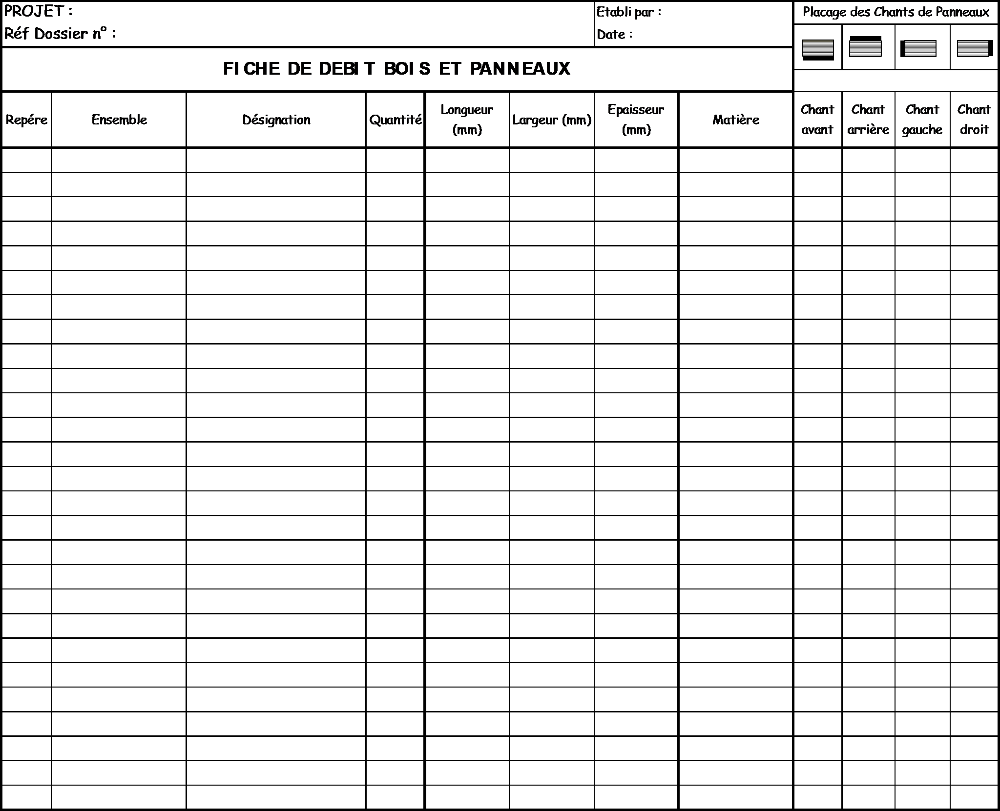 PROJET :
Réf Dossier n° :
Etabli par :
Date :
Placage des Chants de Panneaux
FICHE DE DEBIT BOIS ET PANNEAUX
Repére
Ensemble
Désignation
Quantité
Longueur
(mm)
Largeur (mm)
Epaisseur
(mm)
Matière
Chant
avant
Chant
arrière
Chant
gauche
Chant
droit